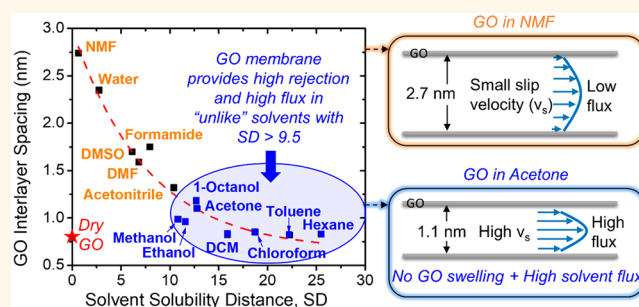 GO Interlayer Spacing (nm)
3.0
2.5
2.0
1.5
1.0
0.5
NMF
Water
Formamide
DMSO
DMF
Acetonitrile
GO membrane
provides high rejection
and high flux in
"unlike" solvents with
SD > 9.5
1-Octanol
Acetone
Toluene
Hexane
Methanol
Ethanol
DCM
Chloroform
Dry
GO
0 5 10 15 20 25 30
Solvent Solubility Distance, SD
GO in NMF
GO
2.7 nm
Small slip
velocity (vs)
Low
flux
GO in Acetone
GO
1.1 nm
High vs
High
flux
No GO swelling + High solvent flux